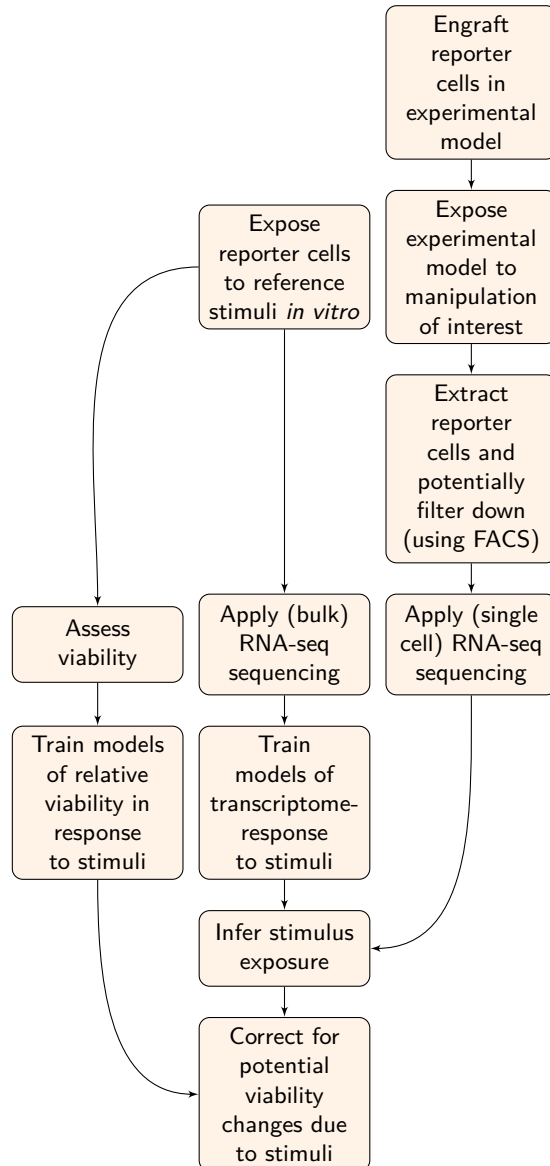 Engraft
reporter
cells in
experimental
model
Expose
experimental
model to
manipulation
of interest
Expose
reporter cells
to reference
stimuli in vitro
Extract
reporter
cells and
potentially
filter down
(using FACS)
Assess
viability
Apply (bulk)
RNA-seq
sequencing
Apply (single
cell) RNA-seq
sequencing
Train models
of relative
viability in
response
to stimuli
Train
models of
transcriptome-
response
to stimuli
Infer stimulus
exposure
Correct for
potential
viability
changes due
to stimuli